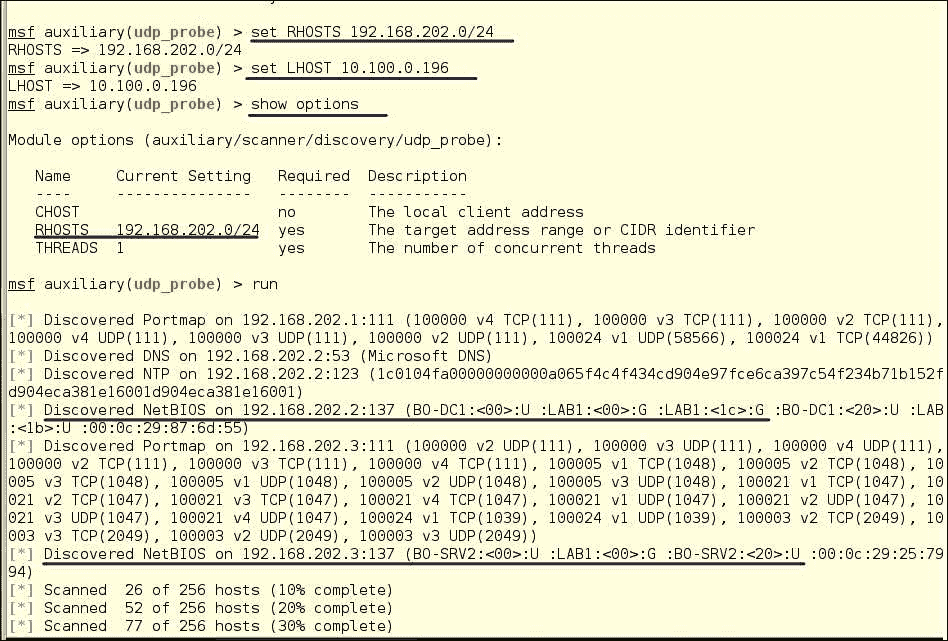 msf auxiliary(udp_probe) > set RHOSTS 192.168.202.0/24
RHOSTS => 192.168.202.0/24
msf auxiliary(udp_probe) > set LHOST 10.100.0.196
LHOST => 10.100.0.196
msf auxiliary(udp_probe) > show options
Module options (auxiliary/scanner/discovery/udp_probe):
Name Current Setting Required Description
---- --------------- -------- -----------
CHOST no The local client address
RHOSTS 192.168.202.0/24 yes The target address range or CIDR identifier
THREADS 1 yes The number of concurrent threads
msf auxiliary(udp_probe) > run
[*] Discovered Portmap on 192.168.202.1:111 (100000 v4 TCP(111), 100000 v3 TCP(111), 100000 v2 TCP(111),
100000 v4 UDP(111), 100000 v3 UDP(111), 100000 v2 UDP(111), 100024 v1 UDP(58566), 100024 v1 TCP(44826))
[*] Discovered DNS on 192.168.202.2:53 (Microsoft DNS)
[*] Discovered NTP on 192.168.202.2:123 (1c0104fa00000000000a065f4c4f434cd904e97fce6ca397c54f234b71b152f
d904eca381e16001d904eca381e16001)
[*] Discovered NetBIOS on 192.168.202.2:137 (BO-DC1:<00>:U :LAB1:<00>:G :LAB1:<1c>:G :BO-DC1:<20>:U :LAB
:<1b>:U :00:0c:29:87:6d:55)
[*] Discovered Portmap on 192.168.202.3:111 (100000 v2 UDP(111), 100000 v3 UDP(111), 100000 v4 UDP(111),
100000 v2 TCP(111), 100000 v3 TCP(111), 100000 v4 TCP(111), 100005 v1 TCP(1048), 100005 v2 TCP(1048), 10
005 v3 TCP(1048), 100005 v1 UDP(1048), 100005 v2 UDP(1048), 100005 v3 UDP(1048), 100021 v1 TCP(1047), 10
021 v2 TCP(1047), 100021 v3 TCP(1047), 100021 v4 TCP(1047), 100021 v1 UDP(1047), 100021 v2 UDP(1047), 10
021 v3 UDP(1047), 100021 v4 UDP(1047), 100024 v1 TCP(1039), 100024 v1 UDP(1039), 100003 v2 TCP(2049), 10
003 v3 TCP(2049), 100003 v2 UDP(2049), 100003 v3 UDP(2049))
[*] Discovered NetBIOS on 192.168.202.3:137 (BO-SRV2:<00>:U :LAB1:<00>:G :BO-SRV2:<20>:U :00:0c:29:25:79
94)
[*] Scanned 26 of 256 hosts (10% complete)
[*] Scanned 52 of 256 hosts (20% complete)
[*] Scanned 77 of 256 hosts (30% complete)